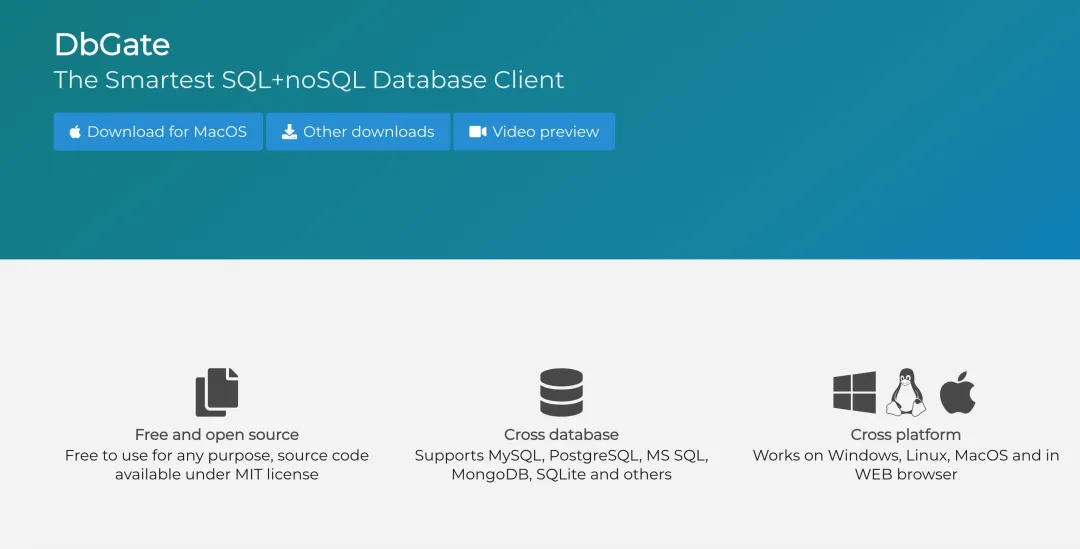 DbGate
The Smartest SQL+noSQL Database Client
Download for MacOS
Other downloads
Video preview
Free and open source
Free to use for any purpose, source code
available under MIT license
Cross database
Supports MySQL, PostgreSQL, MS SQL,
MongoDB, SQLite and others
Cross platform
Works on Windows, Linux, MacOS and in
WEB browser